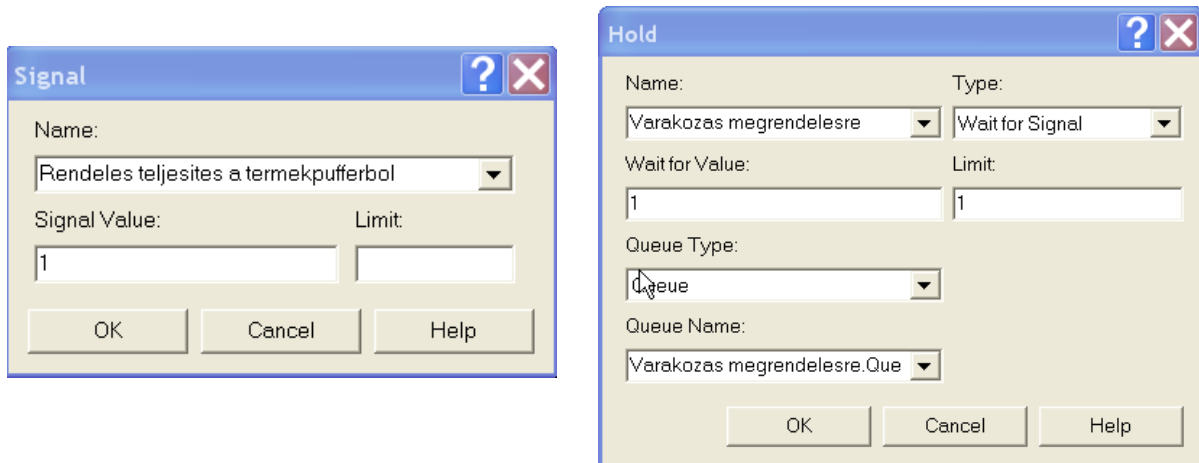 Signal
Name:
Rendeles teljesites a termekpufferbol
Signal Value: Limit:
1
OK Cancel Help
Hold
Name: Type:
Varakozas megrendelesre Wait for Signal
Wait for Value: Limit:
1 1
Queue Type:
Queue
Queue Name:
Varakozas megrendelesre.Que
OK Cancel Help